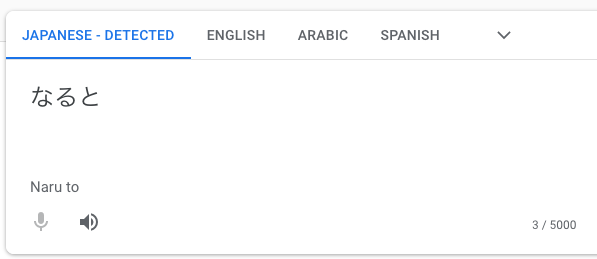 JAPANESE - DETECTED ENGLISH ARABIC SPANISH
なると
Naru to
3 / 5000